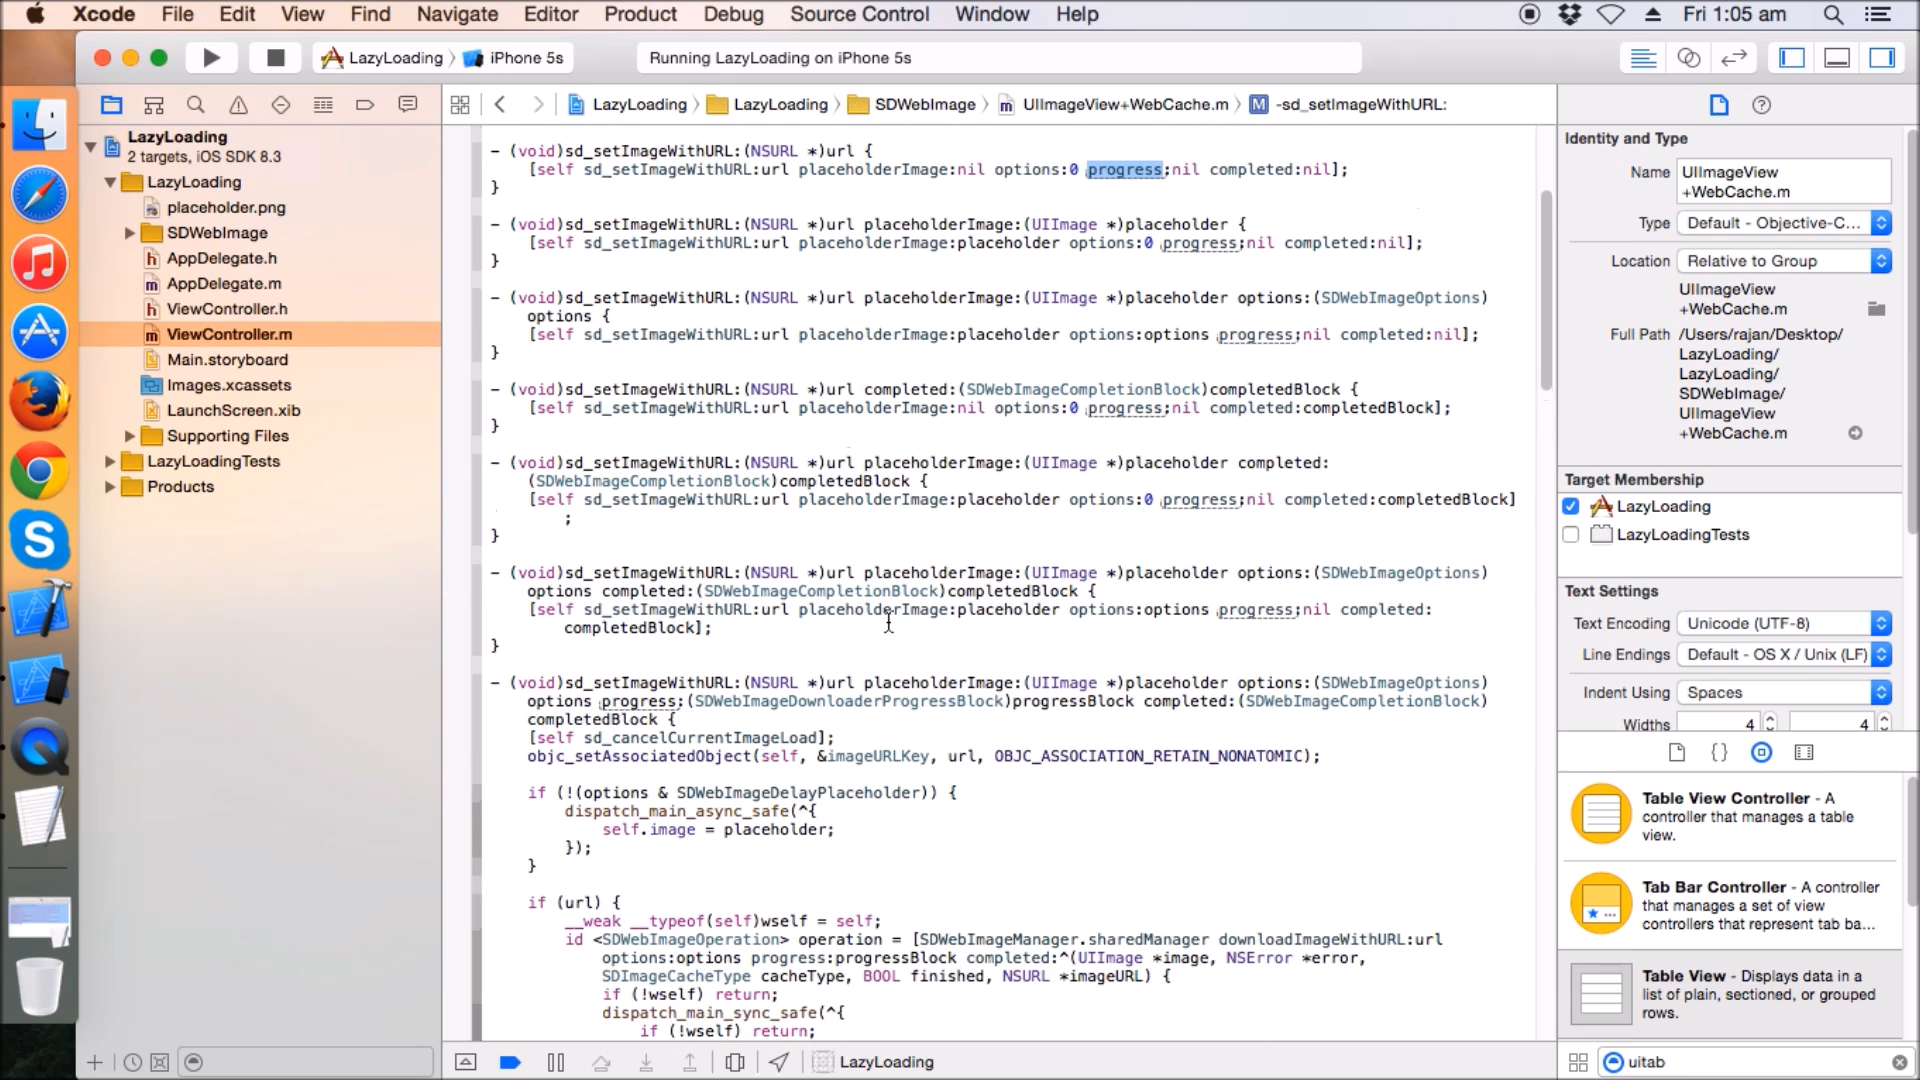 Xcode File Edit View Find Navigate Editor Product Debug Source Control Window Help Fri 1:05 am
LazyLoading iPhone 5s Running LazyLoading on iPhone 5s
LazyLoading LazyLoading SDWebImage UIImageView+WebCache.m M -sd_setImageWithURL:
LazyLoading
2 targets, iOS SDK 8.3
LazyLoading
placeholder.png
SDWebImage
h AppDelegate.h
m AppDelegate.m
h ViewController.h
m ViewController.m
Main.storyboard
Images.xcassets
LaunchScreen.xib
Supporting Files
LazyLoadingTests
Products
- (void)sd_setImageWithURL:(NSURL *)url {
[self sd_setImageWithURL:url placeholderImage:nil options:0 progress:nil completed:nil];
}
- (void)sd_setImageWithURL:(NSURL *)url placeholderImage:(UIImage *)placeholder {
[self sd_setImageWithURL:url placeholderImage:placeholder options:0 progress:nil completed:nil];
}
- (void)sd_setImageWithURL:(NSURL *)url placeholderImage:(UIImage *)placeholder options:(SDWebImageOptions)
options {
[self sd_setImageWithURL:url placeholderImage:placeholder options:options progress:nil completed:nil];
}
- (void)sd_setImageWithURL:(NSURL *)url completed:(SDWebImageCompletionBlock)completedBlock {
[self sd_setImageWithURL:url placeholderImage:nil options:0 progress:nil completed:completedBlock];
}
- (void)sd_setImageWithURL:(NSURL *)url placeholderImage:(UIImage *)placeholder completed:
(SDWebImageCompletionBlock)completedBlock {
[self sd_setImageWithURL:url placeholderImage:placeholder options:0 progress:nil completed:completedBlock]
;
}
- (void)sd_setImageWithURL:(NSURL *)url placeholderImage:(UIImage *)placeholder options:(SDWebImageOptions)
options completed:(SDWebImageCompletionBlock)completedBlock {
[self sd_setImageWithURL:url placeholderImage:placeholder options:options progress:nil completed:
completedBlock];
}
- (void)sd_setImageWithURL:(NSURL *)url placeholderImage:(UIImage *)placeholder options:(SDWebImageOptions)
options progress:(SDWebImageDownloaderProgressBlock)progressBlock completed:(SDWebImageCompletionBlock)
completedBlock {
[self sd_cancelCurrentImageLoad];
objc_setAssociatedObject(self, &imageURLKey, url, OBJC_ASSOCIATION_RETAIN_NONATOMIC);
if (!(options & SDWebImageDelayPlaceholder)) {
dispatch_main_async_safe(^{
self.image = placeholder;
});
}
if (url) {
__weak __typeof(self)wself = self;
id <SDWebImageOperation> operation = [SDWebImageManager.sharedManager downloadImageWithURL:url
options:options progress:progressBlock completed:^(UIImage *image, NSError *error,
SDImageCacheType cacheType, BOOL finished, NSURL *imageURL) {
if (!wself) return;
dispatch_main_sync_safe(^{
if (!wself) return;
LazyLoading
Identity and Type
Name UIImageView
+WebCache.m
Type Default - Objective-C...
Location Relative to Group
UIImageView
+WebCache.m
Full Path /Users/rajan/Desktop/
LazyLoading/
LazyLoading/
SDWebImage/
UIImageView
+WebCache.m
Target Membership
LazyLoading
LazyLoadingTests
Text Settings
Text Encoding Unicode (UTF-8)
Line Endings Default - OS X / Unix (LF)
Indent Using Spaces
Widths 4 4
{}
Table View Controller - A
controller that manages a table
view.
Tab Bar Controller - A controller
that manages a set of view
controllers that represent tab ba...
Table View - Displays data in a
list of plain, sectioned, or grouped
rows.
uitab